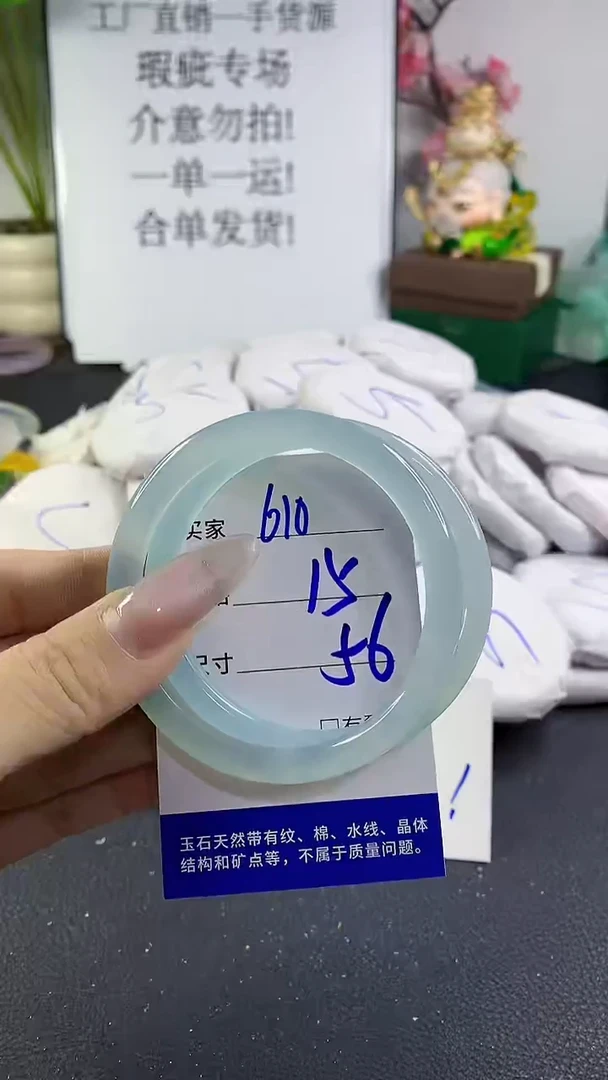 工厂直销一手货源
瑕疵专场
介意勿拍!
一单一运!
合单发货!
买家 610
15
尺寸 56
玉石天然带有纹、棉、水线、晶体
结构和矿点等，不属于质量问题。